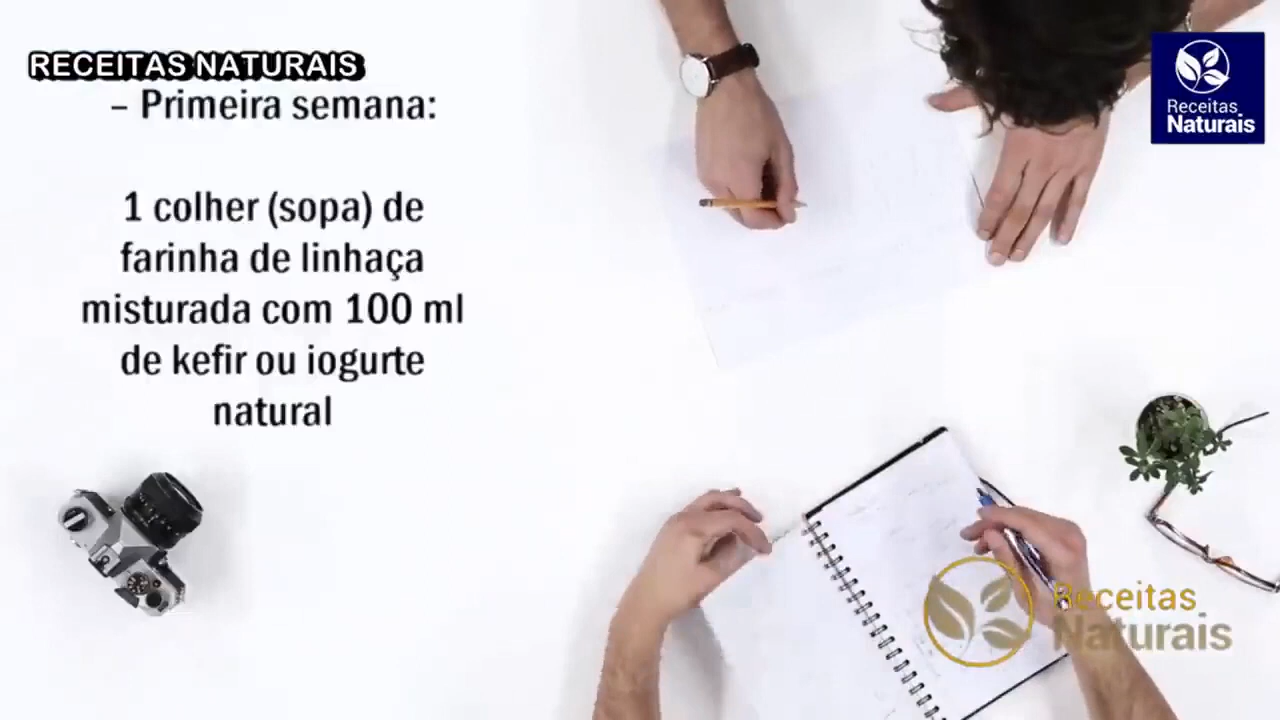 RECEITAS NATURAIS
– Primeira semana:
1 colher (sopa) de
farinha de linhaça
misturada com 100 ml
de kefir ou iogurte
natural
Receitas
Naturais
Receitas
Naturais